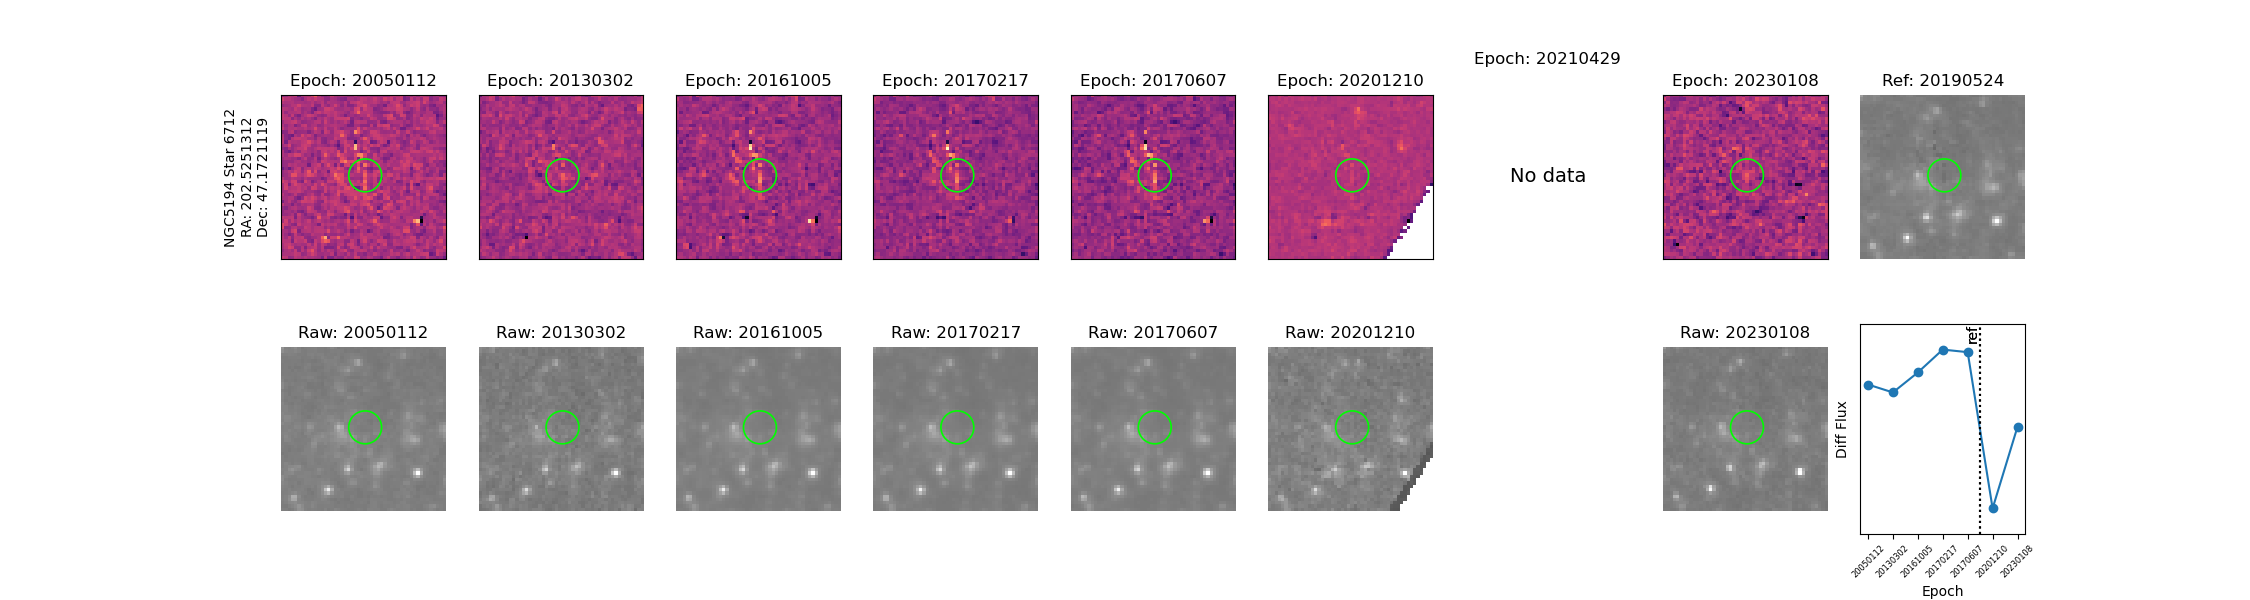 Epoch: 20210429
Epoch: 20050112
Epoch: 20130302
Epoch: 20161005
Epoch: 20170217
Epoch: 20170607
Epoch: 20201210
Epoch: 20230108
Ref: 20190524
NGC5194 Star 6712
RA: 202.5251312
Dec: 47.1721119
No data
Raw: 20050112
Raw: 20130302
Raw: 20161005
Raw: 20170217
Raw: 20170607
Raw: 20201210
Raw: 20230108
ref
Diff Flux
20050112
20130302
20161005
20170217
20170607
20201210
20230108
Epoch